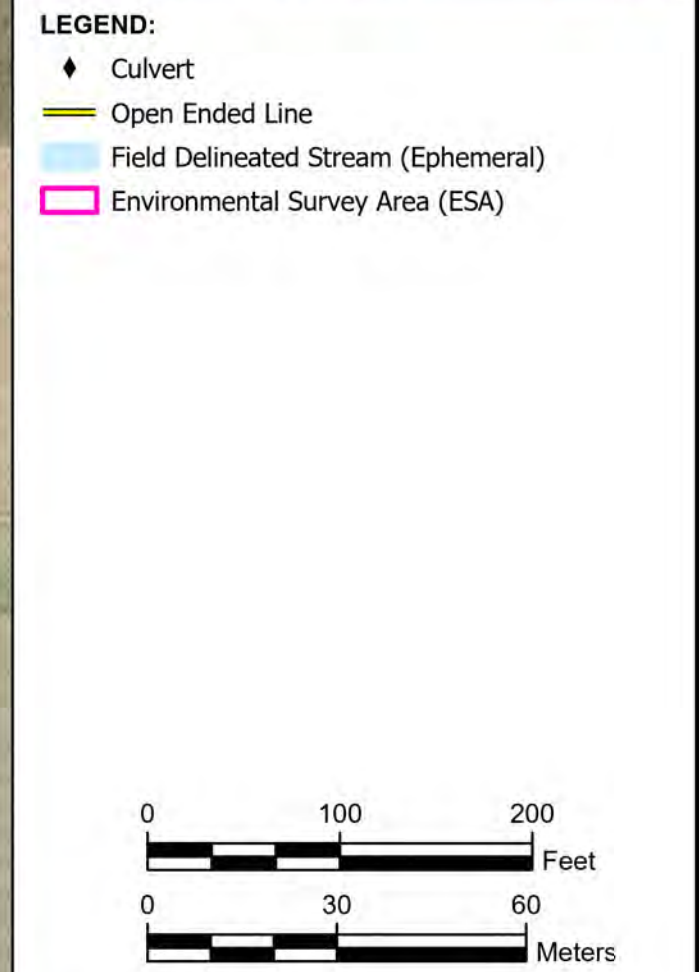 LEGEND:
Culvert
Open Ended Line
Field Delineated Stream (Ephemeral)
Environmental Survey Area (ESA)
0 100 200
Feet
0 30 60
Meters